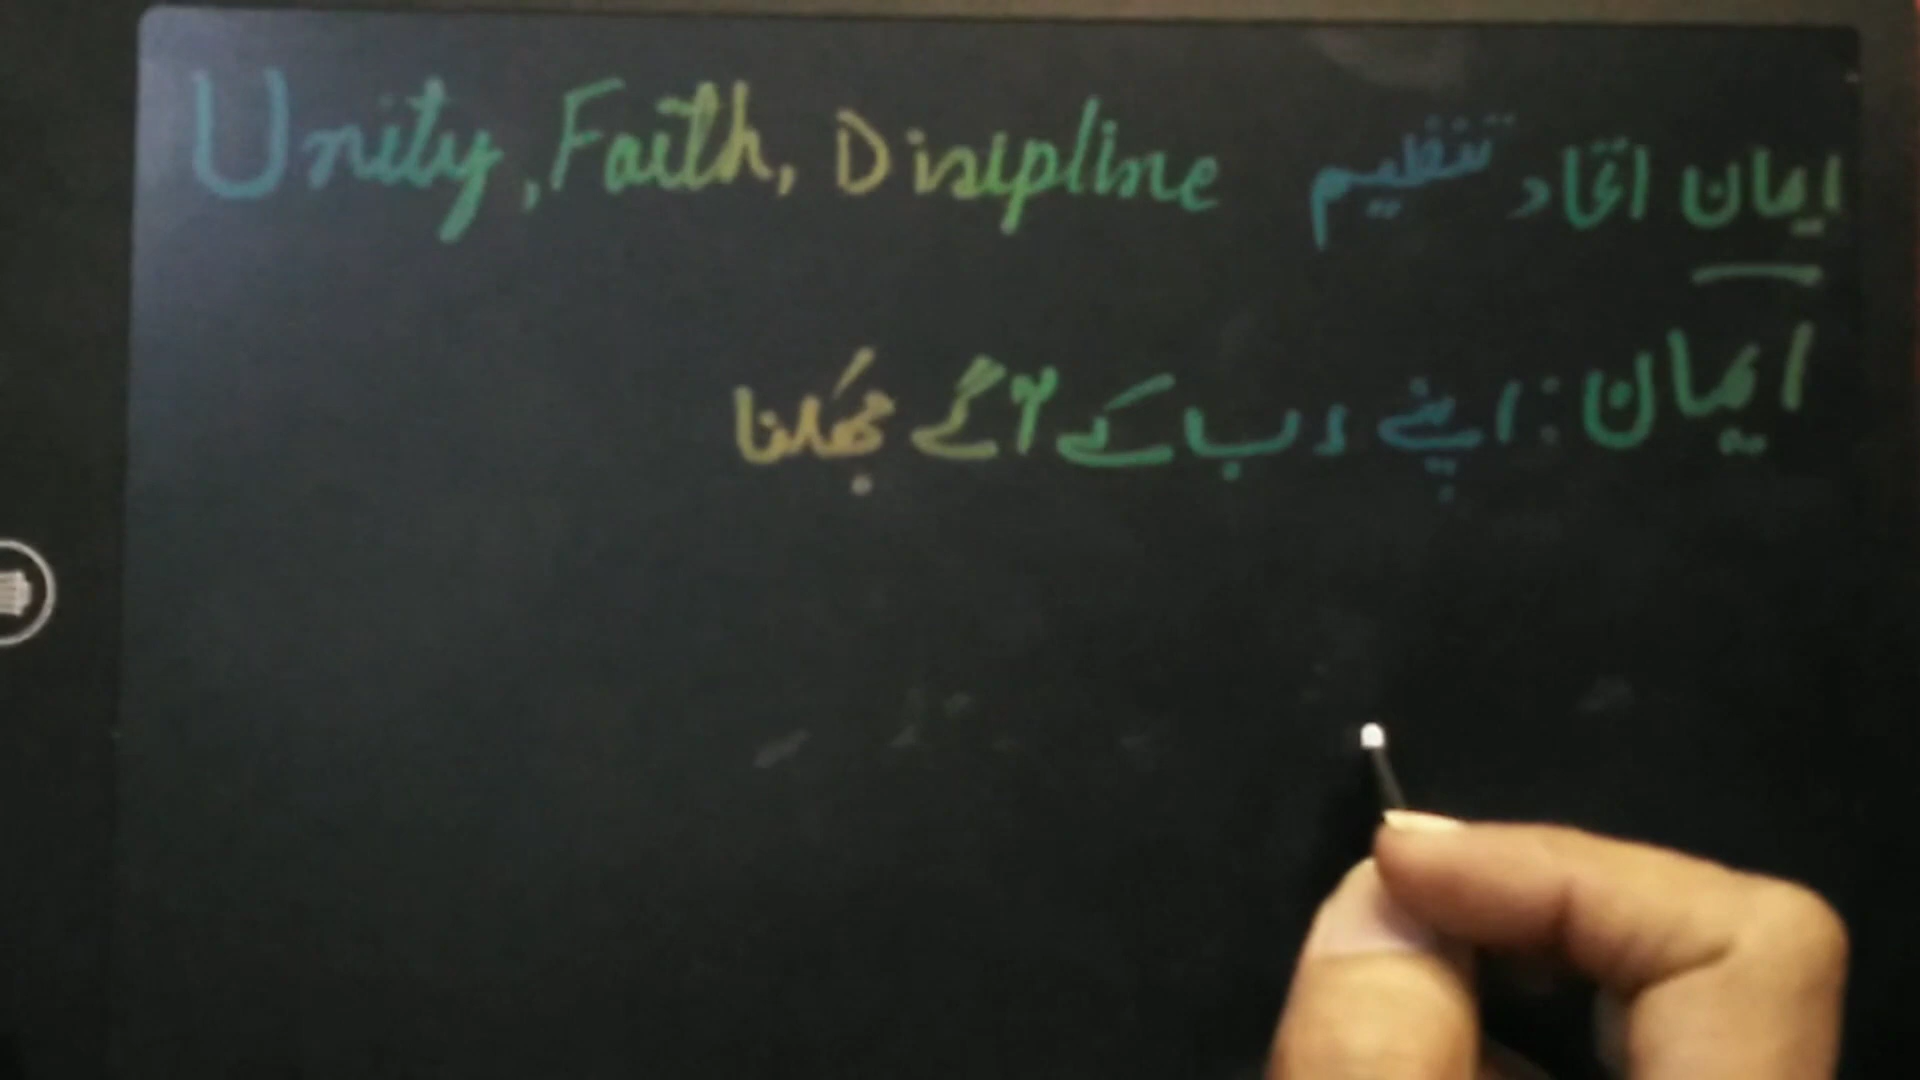 Unity, Faith, Disipline ایمان اتحاد تنظیم
ایمان: اپنے رب کے آگے جھکنا